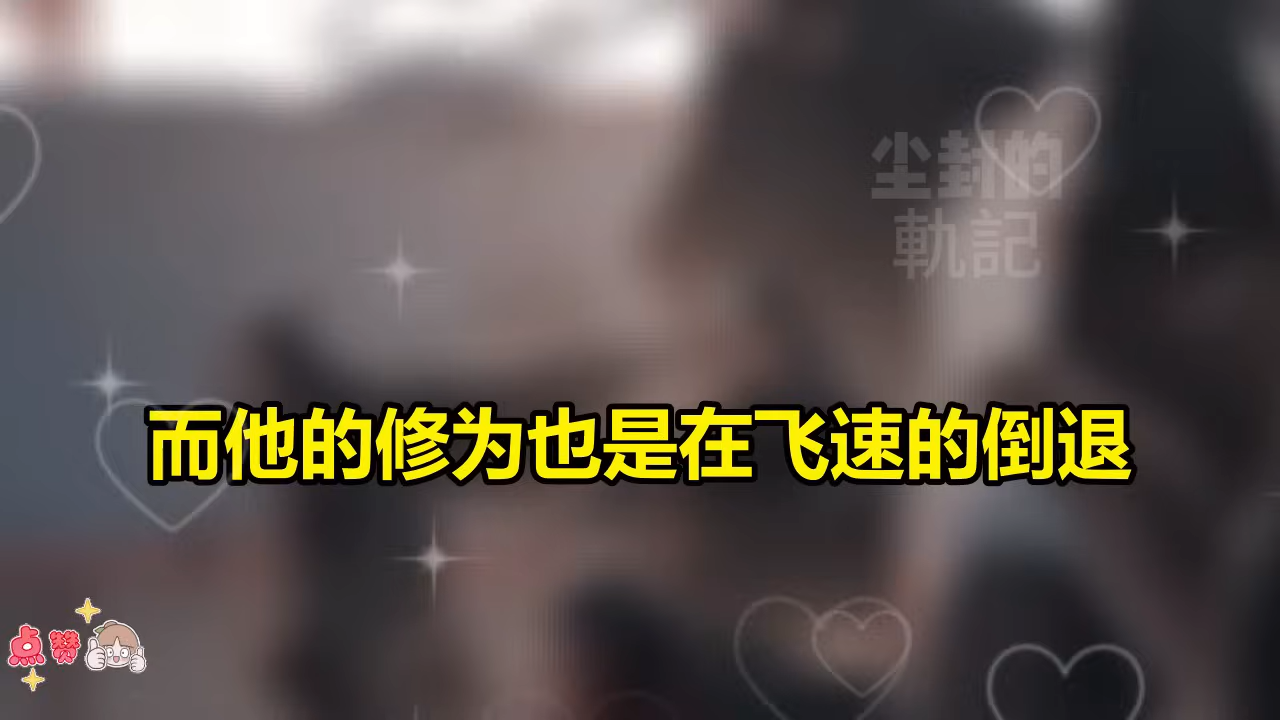 尘封的
軌記
而他的修为也是在飞速的倒退
点赞